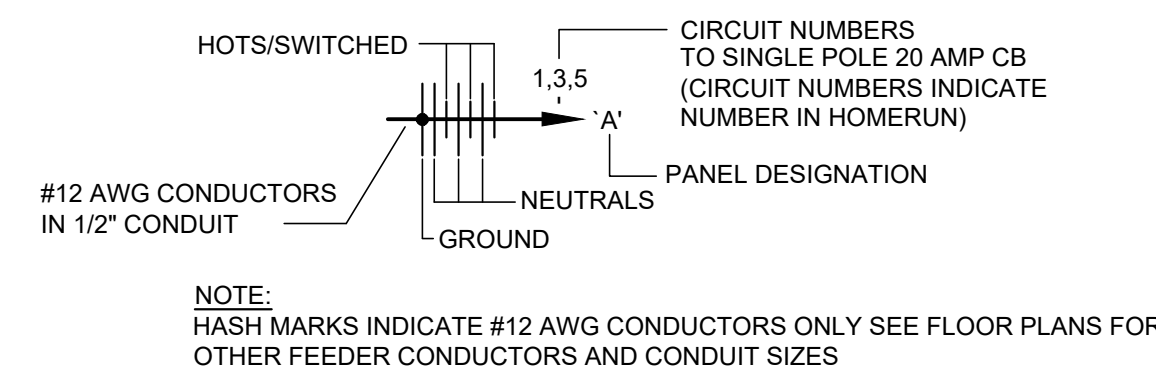 HOTS/SWITCHED
CIRCUIT NUMBERS
TO SINGLE POLE 20 AMP CB
(CIRCUIT NUMBERS INDICATE
NUMBER IN HOMERUN)
1,3,5
`A'
PANEL DESIGNATION
#12 AWG CONDUCTORS
IN 1/2" CONDUIT
NEUTRALS
GROUND
NOTE:
HASH MARKS INDICATE #12 AWG CONDUCTORS ONLY SEE FLOOR PLANS FOR
OTHER FEEDER CONDUCTORS AND CONDUIT SIZES